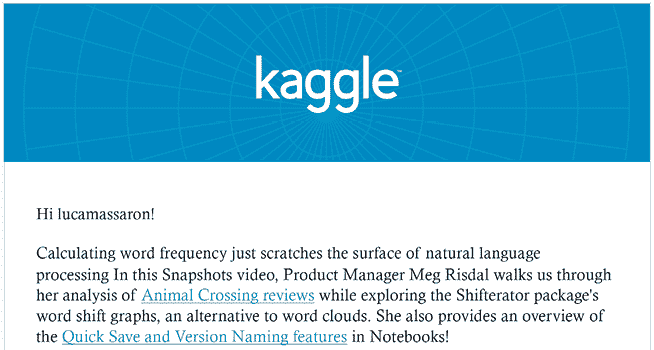 kaggle
Hi lucamassaron!
Calculating word frequency just scratches the surface of natural language
processing In this Snapshots video, Product Manager Meg Risdal walks us through
her analysis of Animal Crossing reviews while exploring the Shifterator package's
word shift graphs, an alternative to word clouds. She also provides an overview of
the Quick Save and Version Naming features in Notebooks!